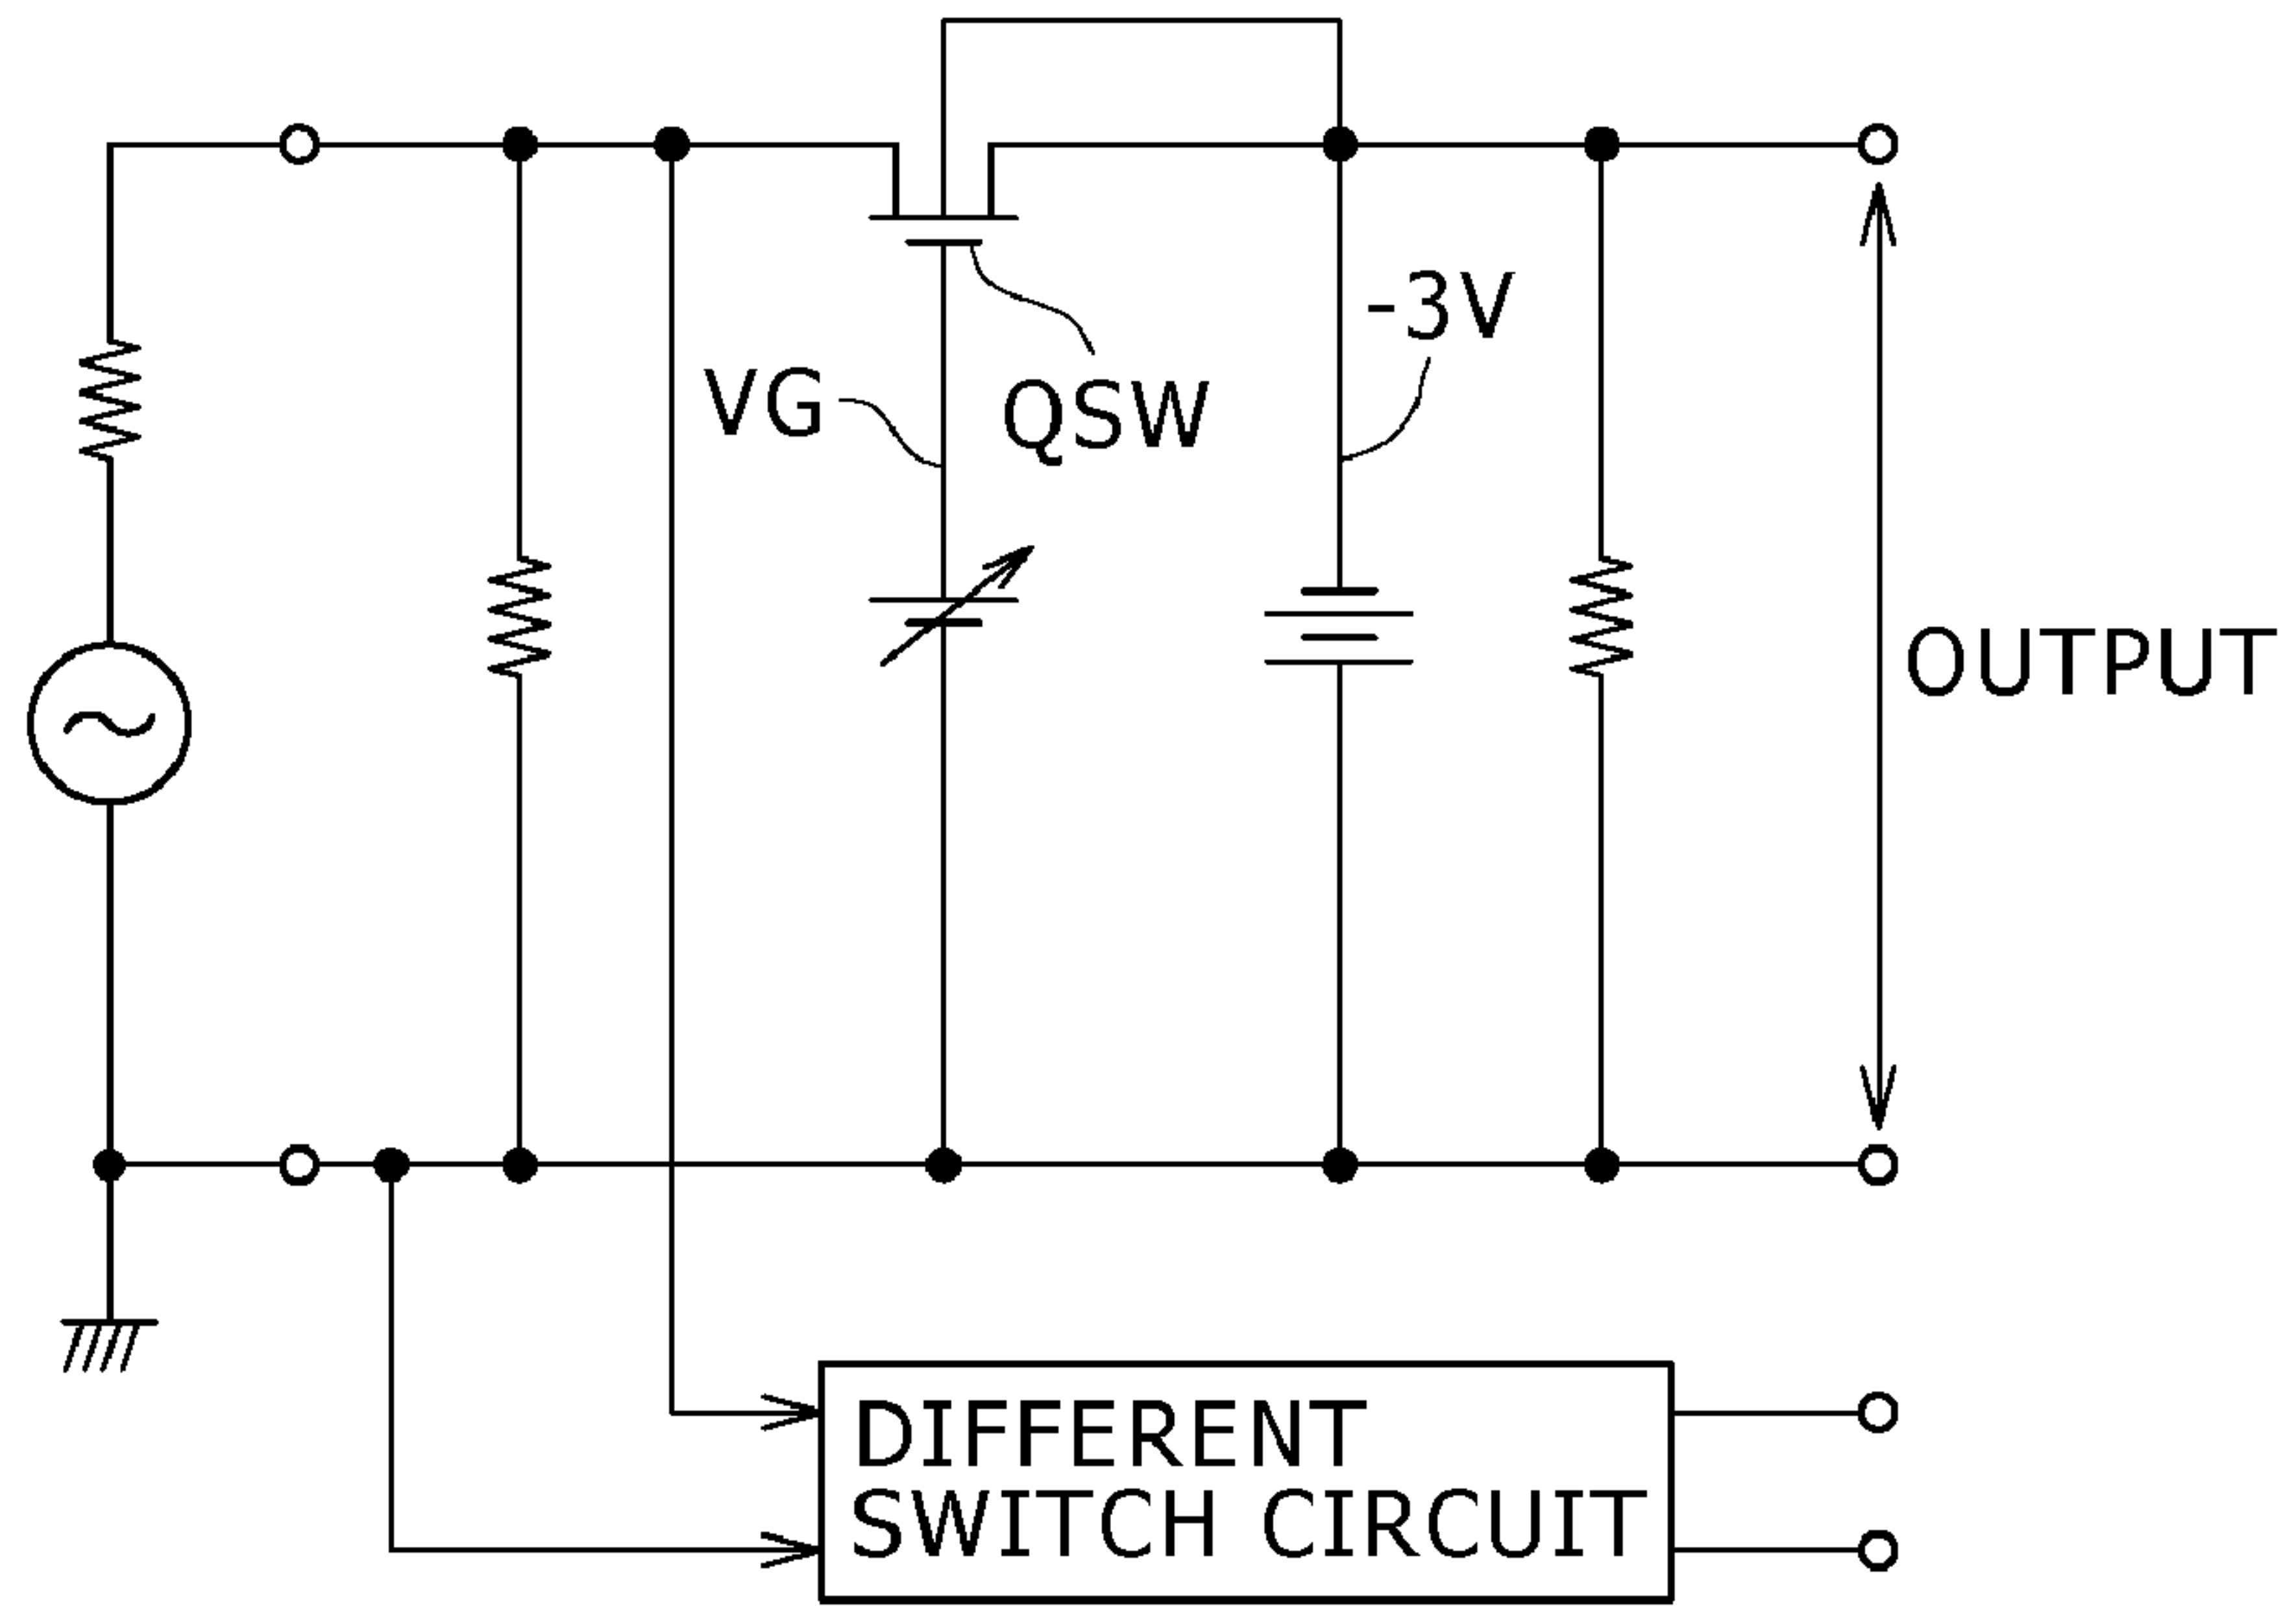 -3V
VG
QSW
OUTPUT
DIFFERENT
SWITCH CIRCUIT